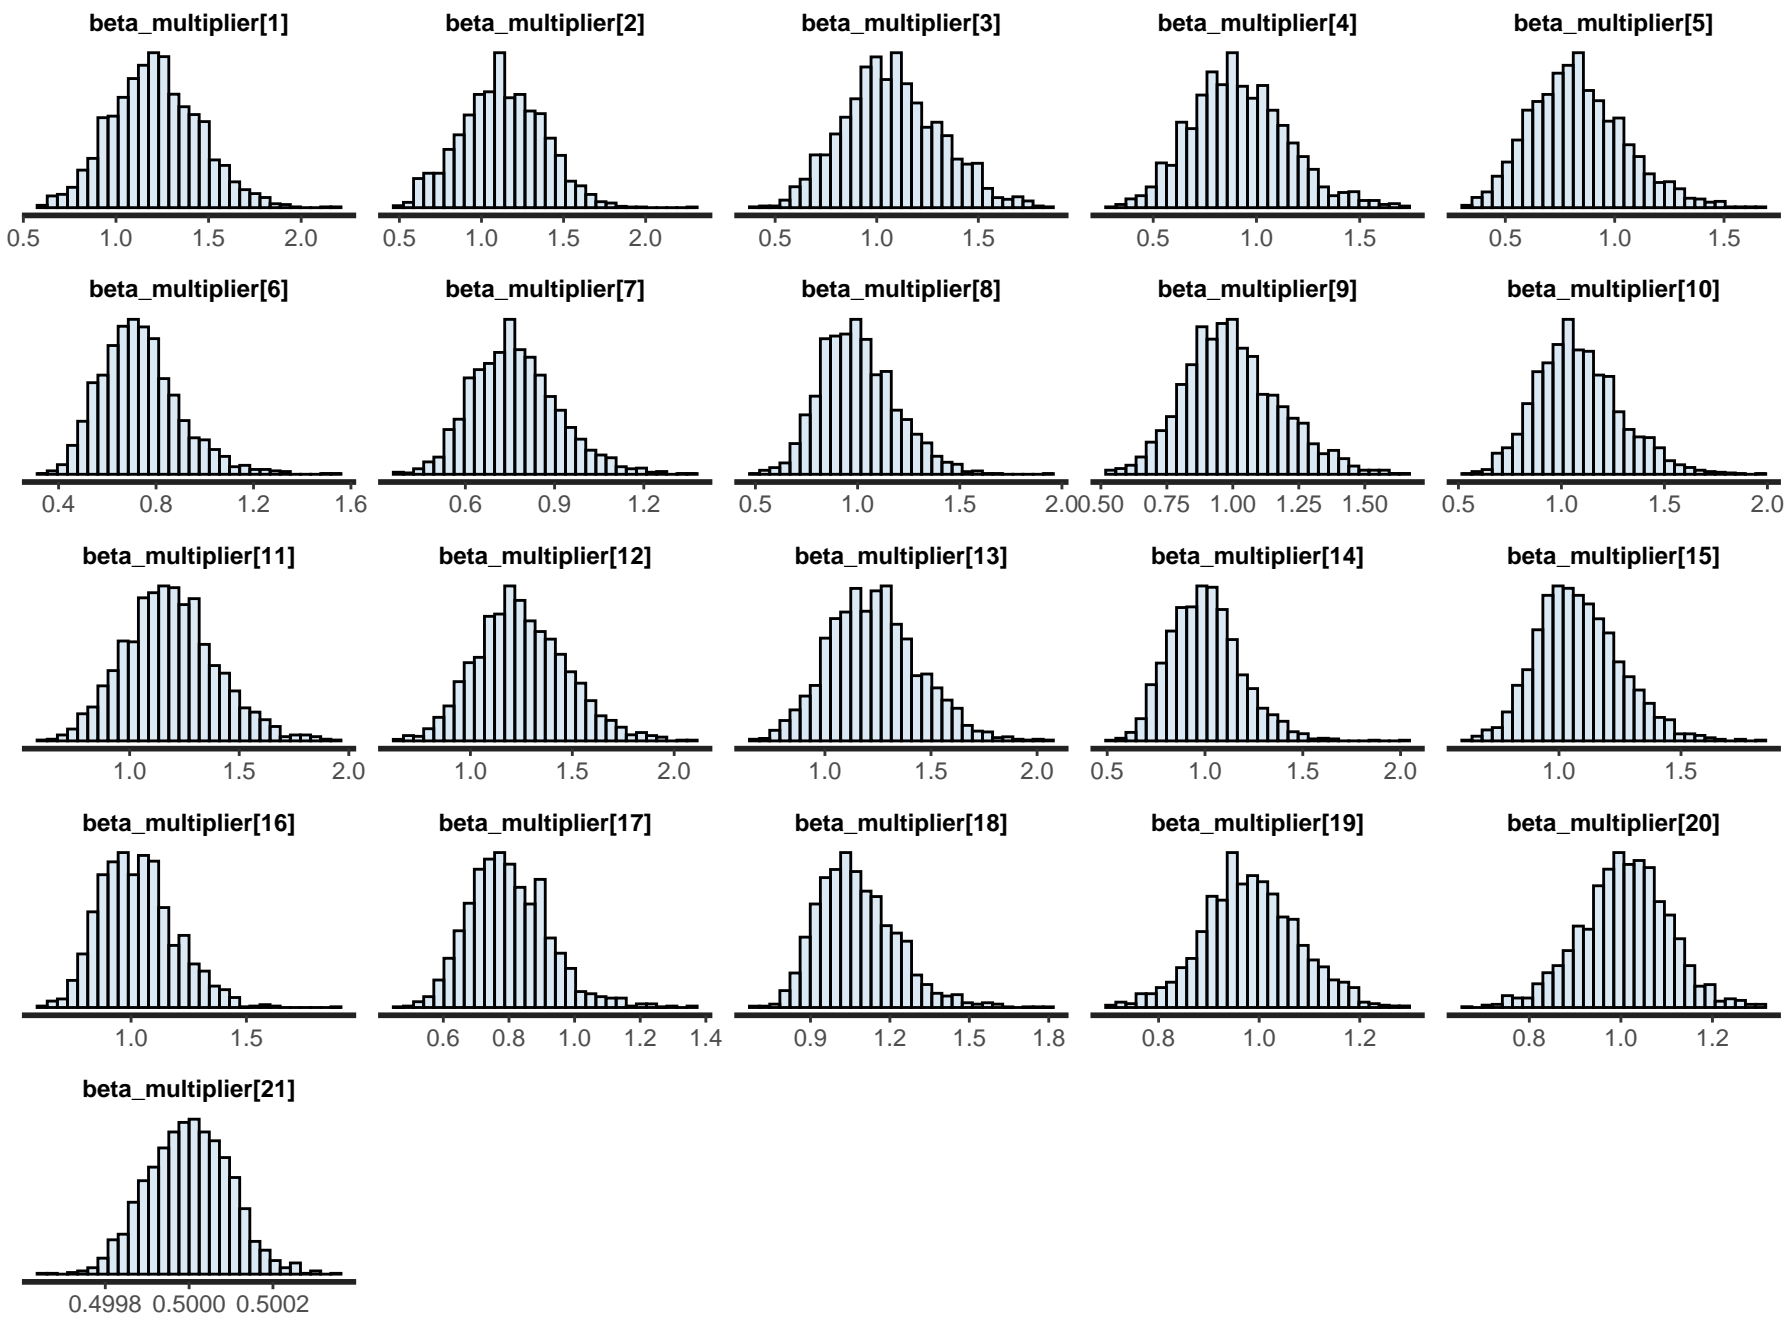 beta_multiplier[1] beta_multiplier[2] beta_multiplier[3] beta_multiplier[4] beta_multiplier[5]
0.5 1.0 1.5 2.0 0.5 1.0 1.5 2.0 0.5 1.0 1.5 0.5 1.0 1.5 0.5 1.0 1.5
beta_multiplier[6] beta_multiplier[7] beta_multiplier[8] beta_multiplier[9] beta_multiplier[10]
0.4 0.8 1.2 1.6 0.6 0.9 1.2 0.5 1.0 1.5 2.0 0.50 0.75 1.00 1.25 1.50 0.5 1.0 1.5 2.0
beta_multiplier[11] beta_multiplier[12] beta_multiplier[13] beta_multiplier[14] beta_multiplier[15]
1.0 1.5 2.0 1.0 1.5 2.0 1.0 1.5 2.0 0.5 1.0 1.5 2.0 1.0 1.5
beta_multiplier[16] beta_multiplier[17] beta_multiplier[18] beta_multiplier[19] beta_multiplier[20]
1.0 1.5 0.6 0.8 1.0 1.2 1.4 0.9 1.2 1.5 1.8 0.8 1.0 1.2 0.8 1.0 1.2
beta_multiplier[21]
0.4998 0.5000 0.5002